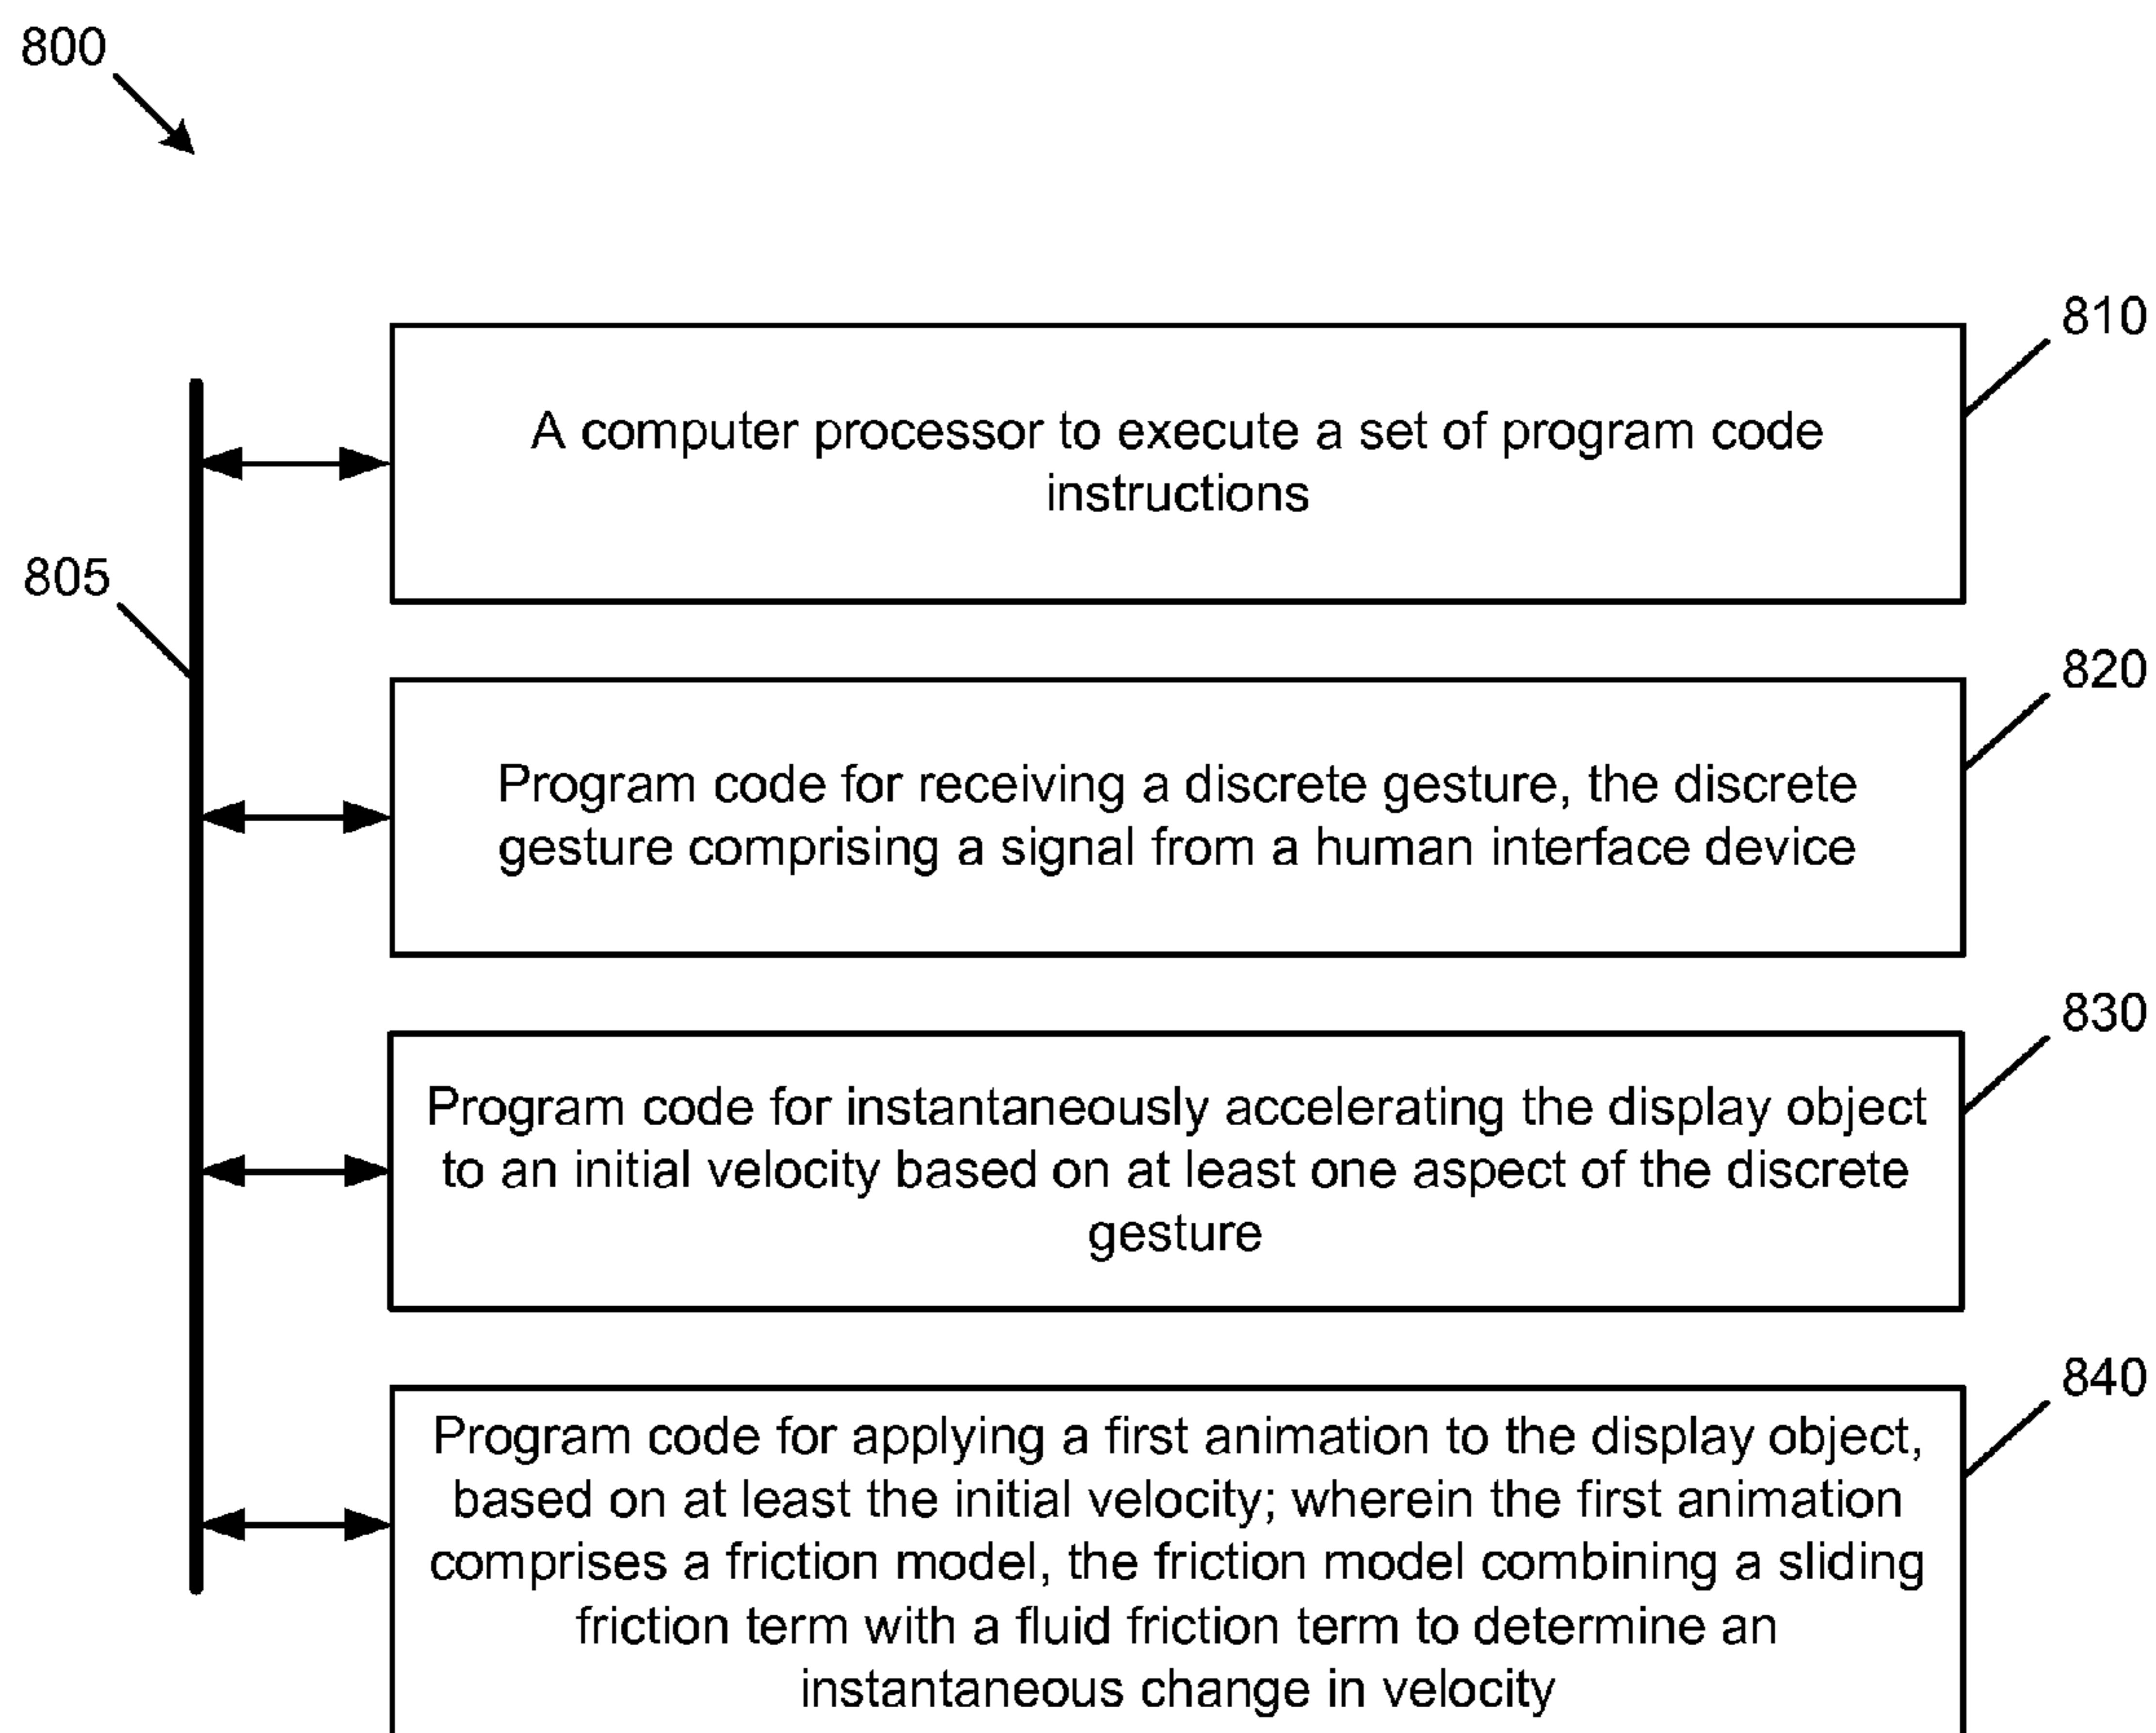 800
810
A computer processor to execute a set of program code
instructions
805
820
Program code for receiving a discrete gesture, the discrete
gesture comprising a signal from a human interface device
830
Program code for instantaneously accelerating the display object
to an initial velocity based on at least one aspect of the discrete
gesture
840
Program code for applying a first animation to the display object,
based on at least the initial velocity; wherein the first animation
comprises a friction model, the friction model combining a sliding
friction term with a fluid friction term to determine an
instantaneous change in velocity